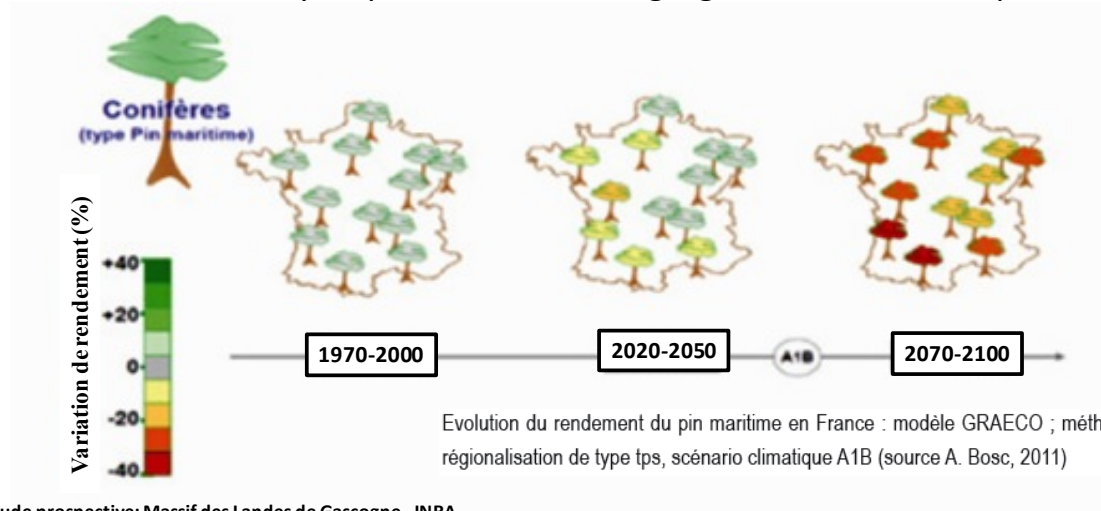 Conifères
(type Pin maritime)
Variation de rendement (%)
+40
+20
0
-20
-40
1970-2000
2020-2050
A1B
2070-2100
Evolution du rendement du pin maritime en France : modèle GRAECO ;
régionalisation de type tps, scénario climatique A1B (source A. Bosc, 2011)
prospective: Massif des Landes de Gascogne - INRA